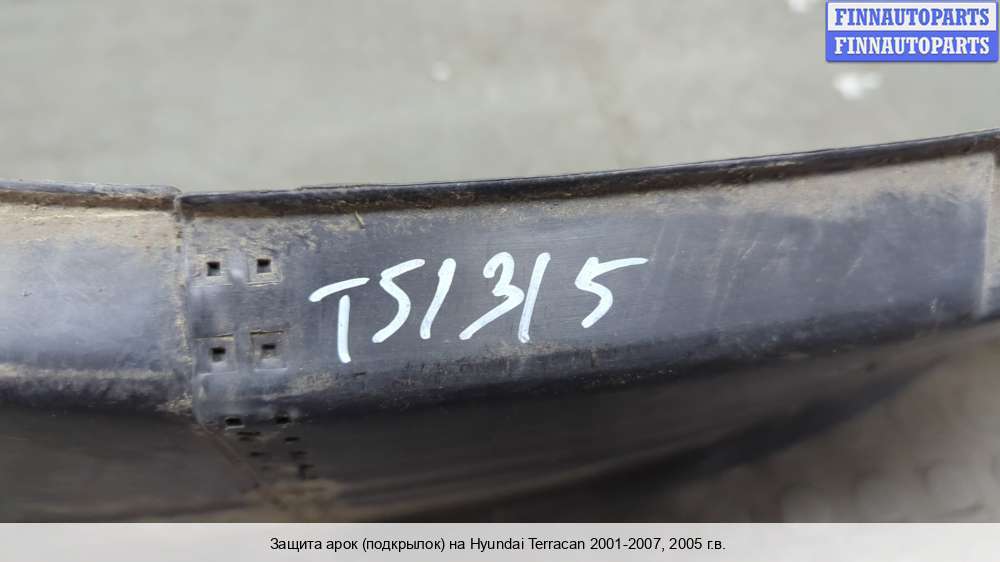 FINNAUTOPARTS
FINNAUTOPARTS
T51315
Защита арок (подкрылок) на Hyundai Terracan 2001-2007, 2005 г.в.